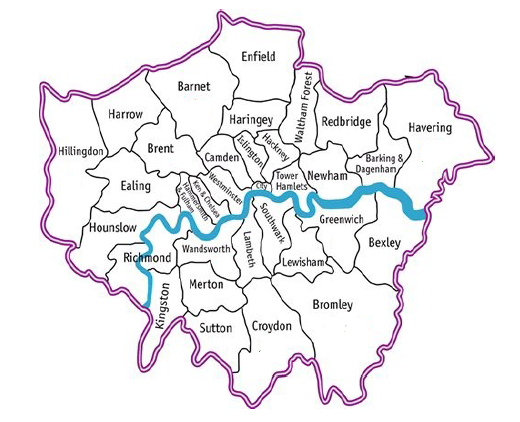 Enfield
Barnet
Waltham Forest
Harrow
Haringey
Redbridge
Havering
Hillingdon
Brent
Islington
Hackney
Camden
Barking &
Dagenham
Ealing
Westminster
City
Tower
Hamlets
Newham
Ken & Chelsea
Hammersmith
& Fulham
Hounslow
Southwark
Greenwich
Bexley
Richmond
Wandsworth
Lambeth
Lewisham
Kingston
Merton
Bromley
Sutton
Croydon